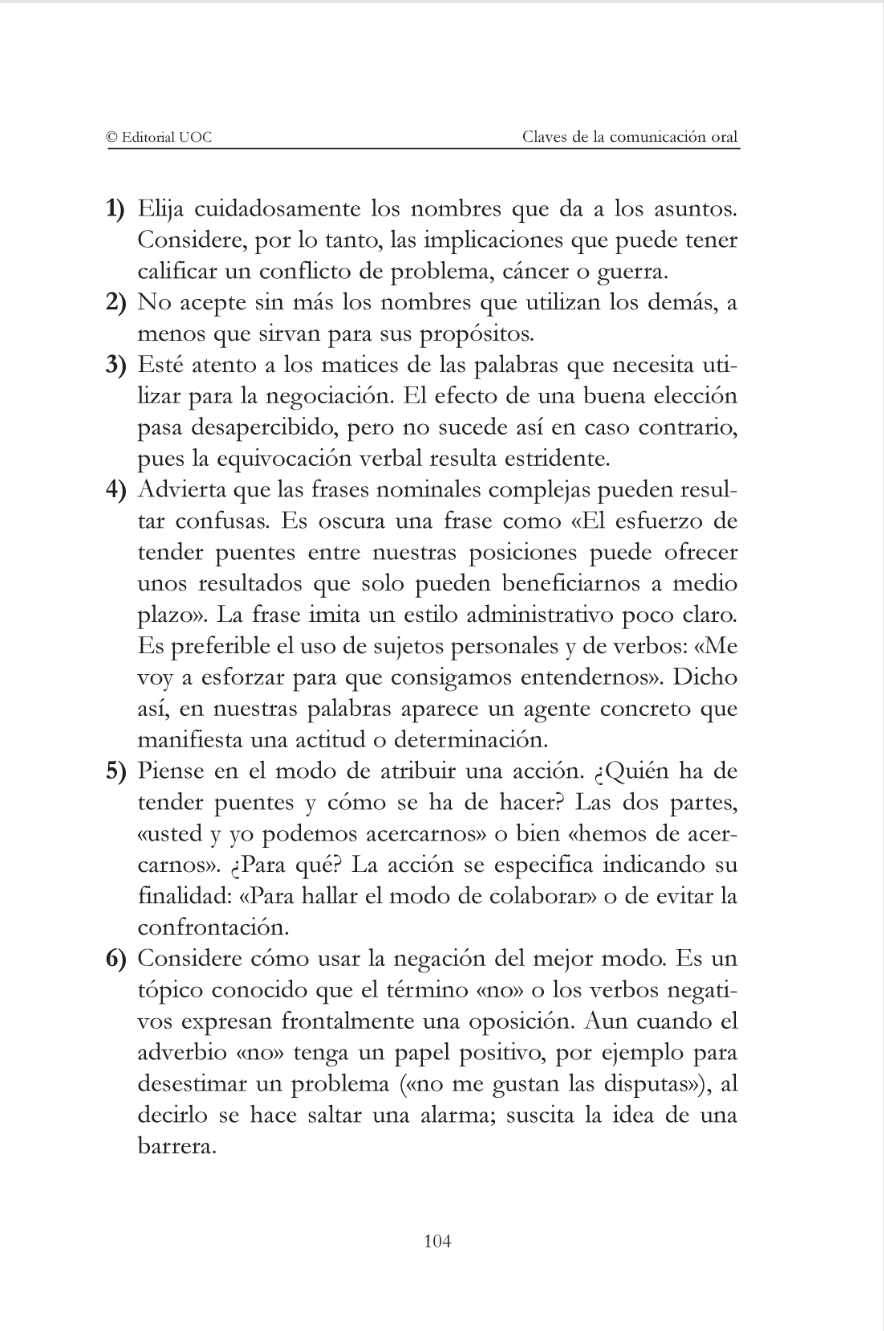 © Editorial UOC Claves de la comunicación oral
1) Elija cuidadosamente los nombres que da a los asuntos.
Considere, por lo tanto, las implicaciones que puede tener
calificar un conflicto de problema, cáncer o guerra.
2) No acepte sin más los nombres que utilizan los demás, a
menos que sirvan para sus propósitos.
3) Esté atento a los matices de las palabras que necesita uti-
lizar para la negociación. El efecto de una buena elección
pasa desapercibido, pero no sucede así en caso contrario,
pues la equivocación verbal resulta estridente.
4) Advierta que las frases nominales complejas pueden resul-
tar confusas. Es oscura una frase como «El esfuerzo de
tender puentes entre nuestras posiciones puede ofrecer
unos resultados que solo pueden beneficiarnos a medio
plazo». La frase imita un estilo administrativo poco claro.
Es preferible el uso de sujetos personales y de verbos: «Me
voy a esforzar para que consigamos entendernos». Dicho
así, en nuestras palabras aparece un agente concreto que
manifiesta una actitud o determinación.
5) Piense en el modo de atribuir una acción. ¿Quién ha de
tender puentes y cómo se ha de hacer? Las dos partes,
«usted y yo podemos acercarnos» o bien «hemos de acer-
carnos». ¿Para qué? La acción se especifica indicando su
finalidad: «Para hallar el modo de colaborar» o de evitar la
confrontación.
6) Considere cómo usar la negación del mejor modo. Es un
tópico conocido que el término «no» o los verbos negati-
vos expresan frontalmente una oposición. Aun cuando el
adverbio «no» tenga un papel positivo, por ejemplo para
desestimar un problema («no me gustan las disputas»), al
decirlo se hace saltar una alarma; suscita la idea de una
barrera.
104